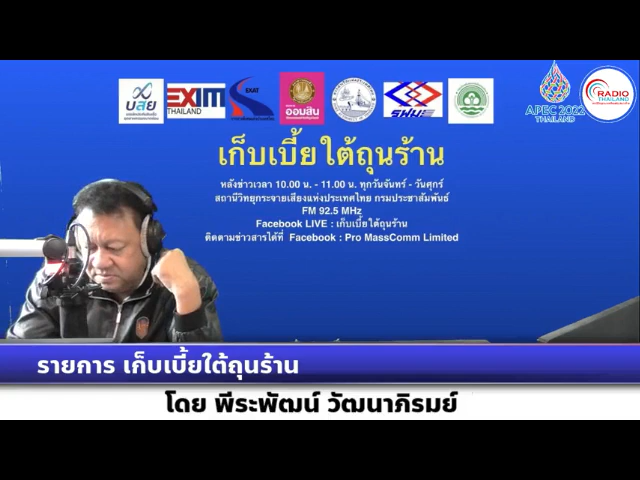 บสย
EXIM
THAILAND
EXAT
ออมสิน
รฟม
APEC 2022
THAILAND
RADIO
THAILAND
เก็บเบี้ยใต้ถุนร้าน
หลังข่าวเวลา 10.00 น. - 11.00 น. ทุกวันจันทร์ - วันศุกร์
สถานีวิทยุกระจายเสียงแห่งประเทศไทย กรมประชาสัมพันธ์
FM 92.5 MHz
Facebook LIVE : เก็บเบี้ยใต้ถุนร้าน
ติดตามข่าวสารได้ที่ Facebook : Pro MassComm Limited
รายการ เก็บเบี้ยใต้ถุนร้าน
โดย พีระพัฒน์ วัฒนาภิรมย์